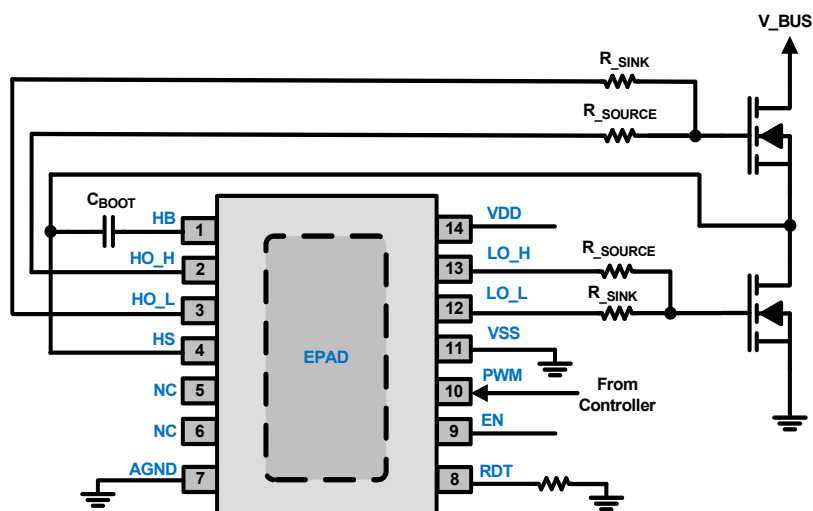 V_BUS
R_SINK
R_SOURCE
C_BOOT
HB
1
14
VDD
HO_H
2
13
LO_H
R_SOURCE
HO_L
3
12
LO_L
R_SINK
HS
4
11
VSS
EPAD
NC
5
10
PWM
From
Controller
NC
6
9
EN
AGND
7
8
RDT